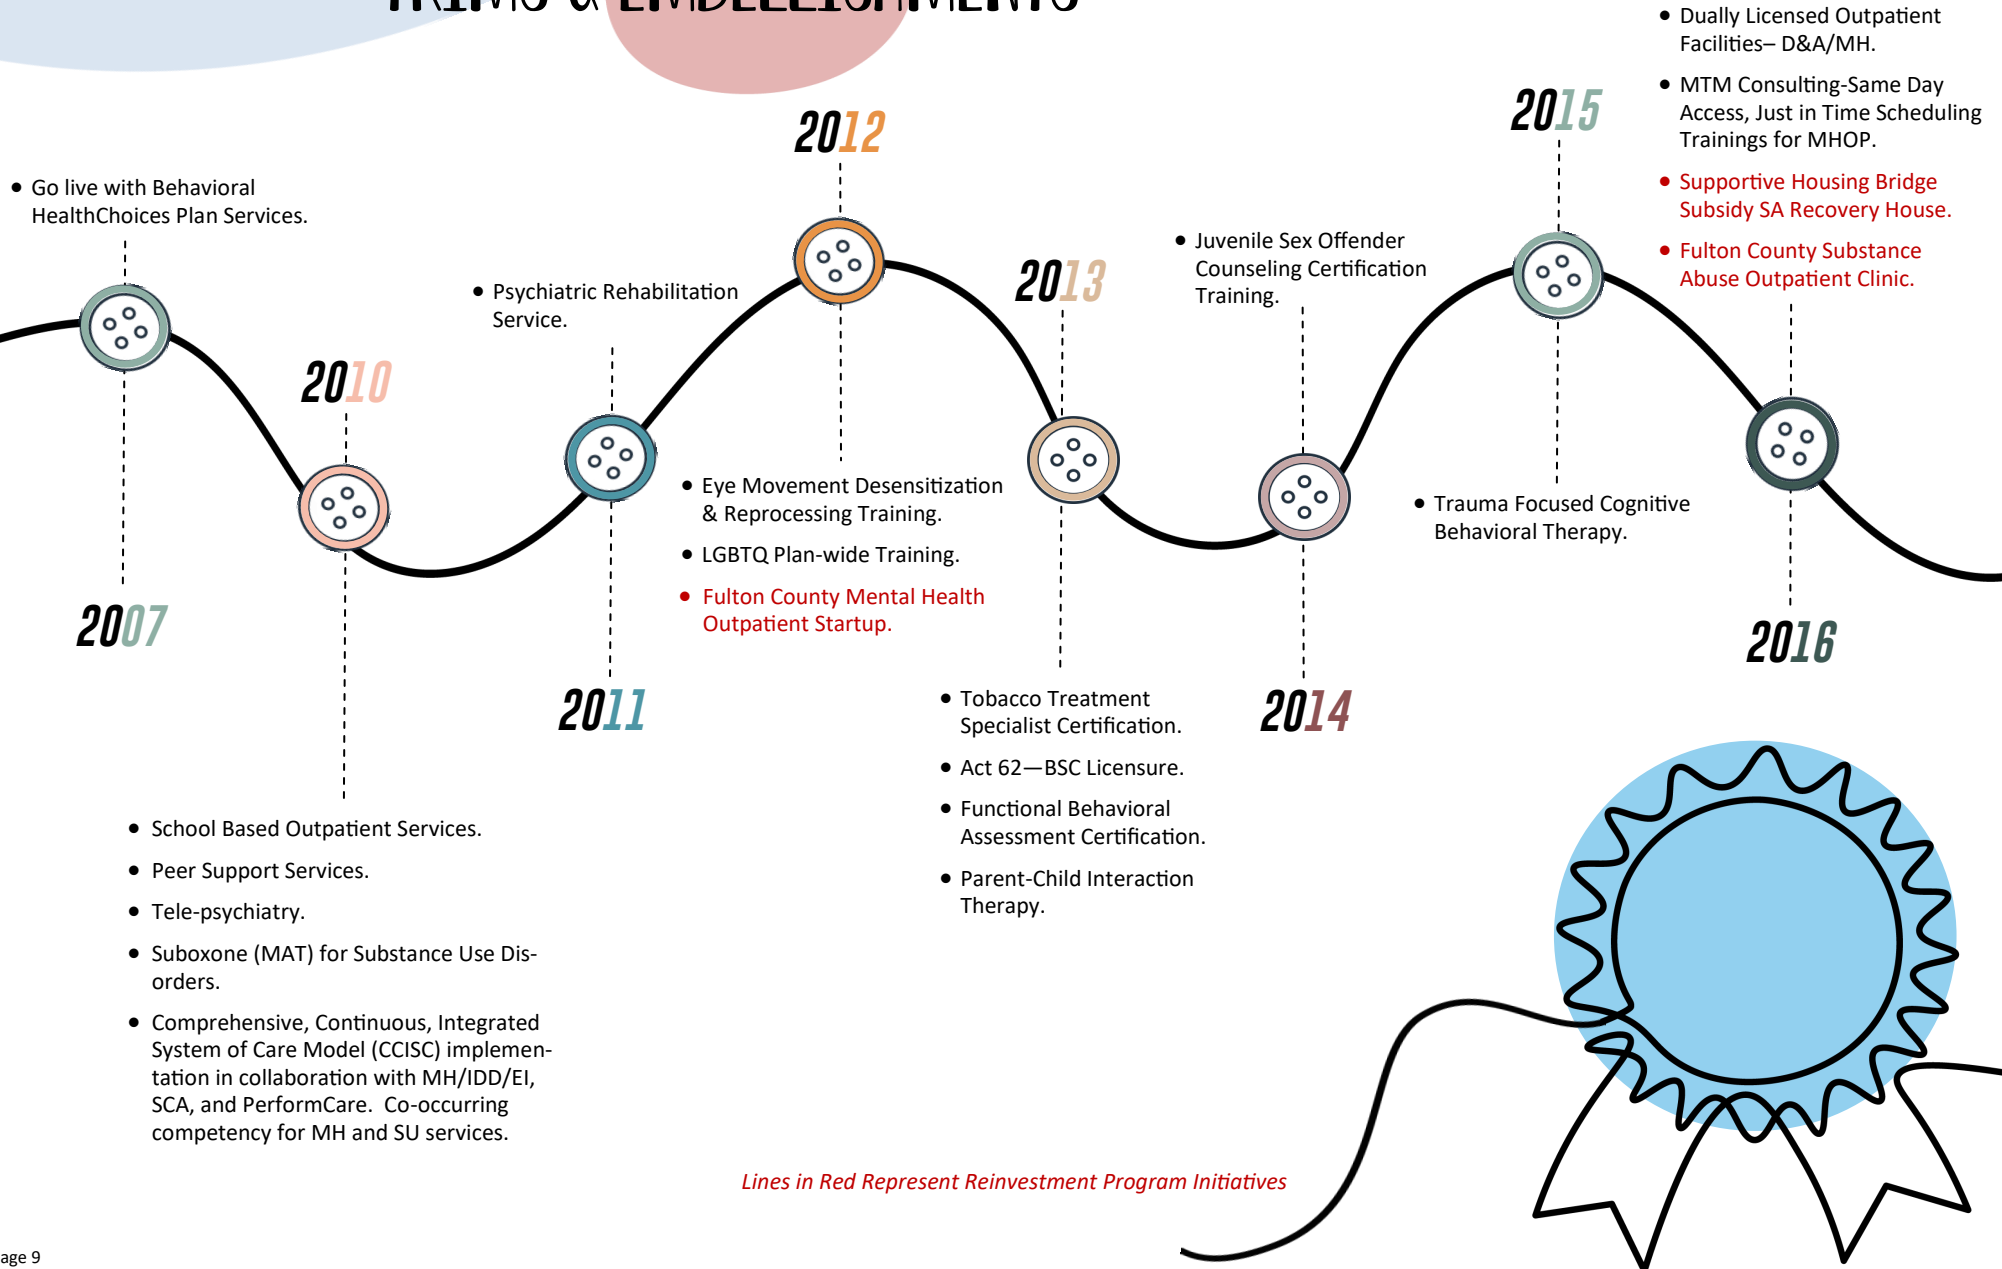 TRIMS & EMBELLISHMENTS
• Go live with Behavioral
HealthChoices Plan Services.
2007
2010
• School Based Outpatient Services.
• Peer Support Services.
• Tele-psychiatry.
• Suboxone (MAT) for Substance Use Dis-
orders.
• Comprehensive, Continuous, Integrated
System of Care Model (CCISC) implemen-
tation in collaboration with MH/IDD/EI,
SCA, and PerformCare.  Co-occurring
competency for MH and SU services.
• Psychiatric Rehabilitation
Service.
2011
2012
• Eye Movement Desensitization
& Reprocessing Training.
• LGBTQ Plan-wide Training.
• Fulton County Mental Health
Outpatient Startup.
2013
• Tobacco Treatment
Specialist Certification.
• Act 62—BSC Licensure.
• Functional Behavioral
Assessment Certification.
• Parent-Child Interaction
Therapy.
• Juvenile Sex Offender
Counseling Certification
Training.
2014
2015
• Trauma Focused Cognitive
Behavioral Therapy.
• Dually Licensed Outpatient
Facilities– D&A/MH.
• MTM Consulting-Same Day
Access, Just in Time Scheduling
Trainings for MHOP.
• Supportive Housing Bridge
Subsidy SA Recovery House.
• Fulton County Substance
Abuse Outpatient Clinic.
2016
Lines in Red Represent Reinvestment Program Initiatives
age 9